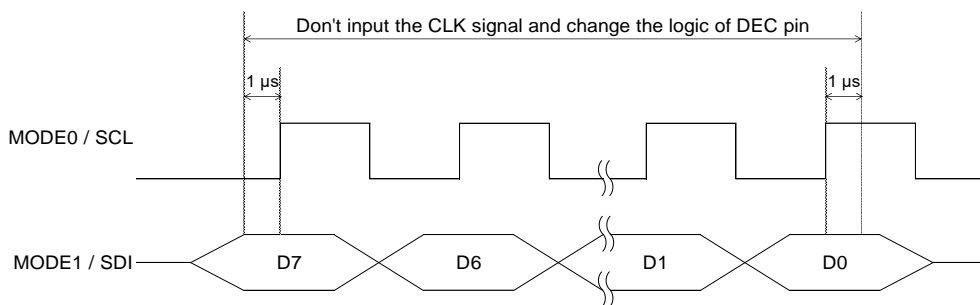 Don't input the CLK signal and change the logic of DEC pin
1 µs
1 µs
MODE0 / SCL
MODE1 / SDI
D7
D6
D1
D0